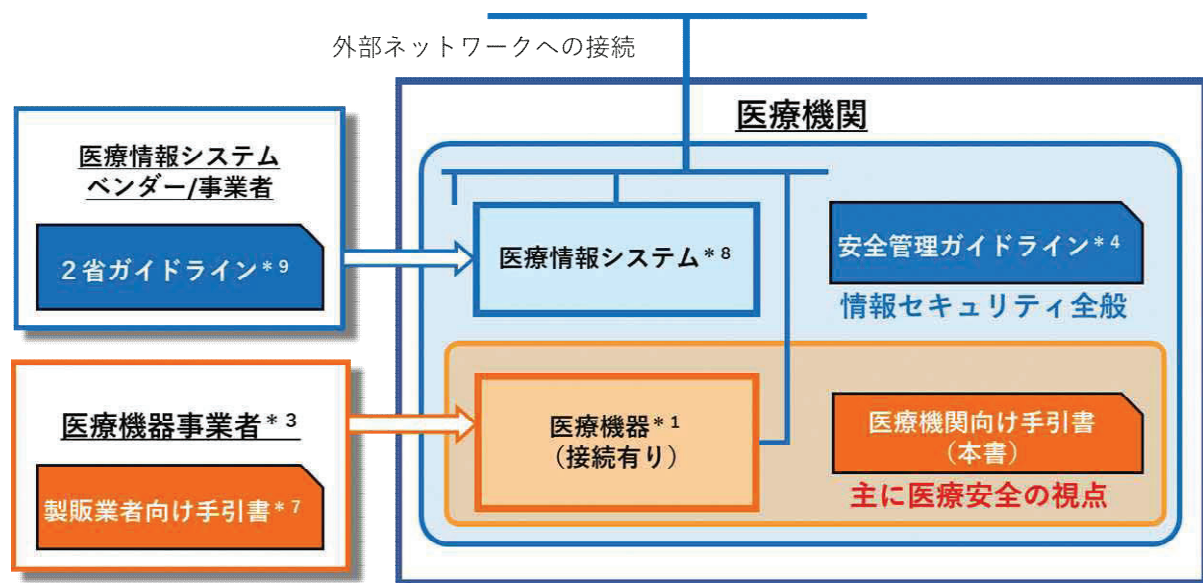 外部ネットワークへの接続
医療機関
医療情報システム
ベンダー/事業者
2省ガイドライン*9
医療情報システム*8
安全管理ガイドライン*4
情報セキュリティ全般
医療機器事業者*3
製販業者向け手引書*7
医療機器*1
（接続有り）
医療機関向け手引書
（本書）
主に医療安全の視点